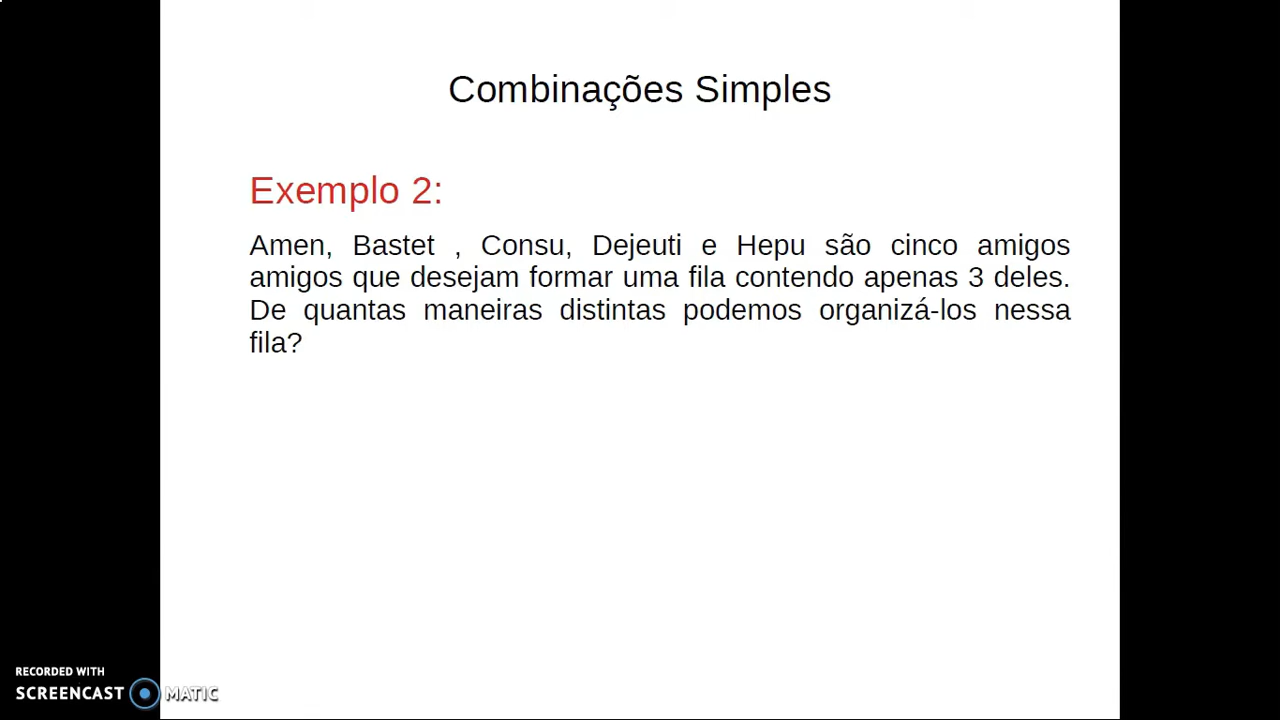 Combinações Simples
Exemplo 2:
Amen, Bastet , Consu, Dejeuti e Hepu são cinco amigos
amigos que desejam formar uma fila contendo apenas 3 deles.
De quantas maneiras distintas podemos organizá-los nessa
fila?
RECORDED WITH
SCREENCAST MATIC